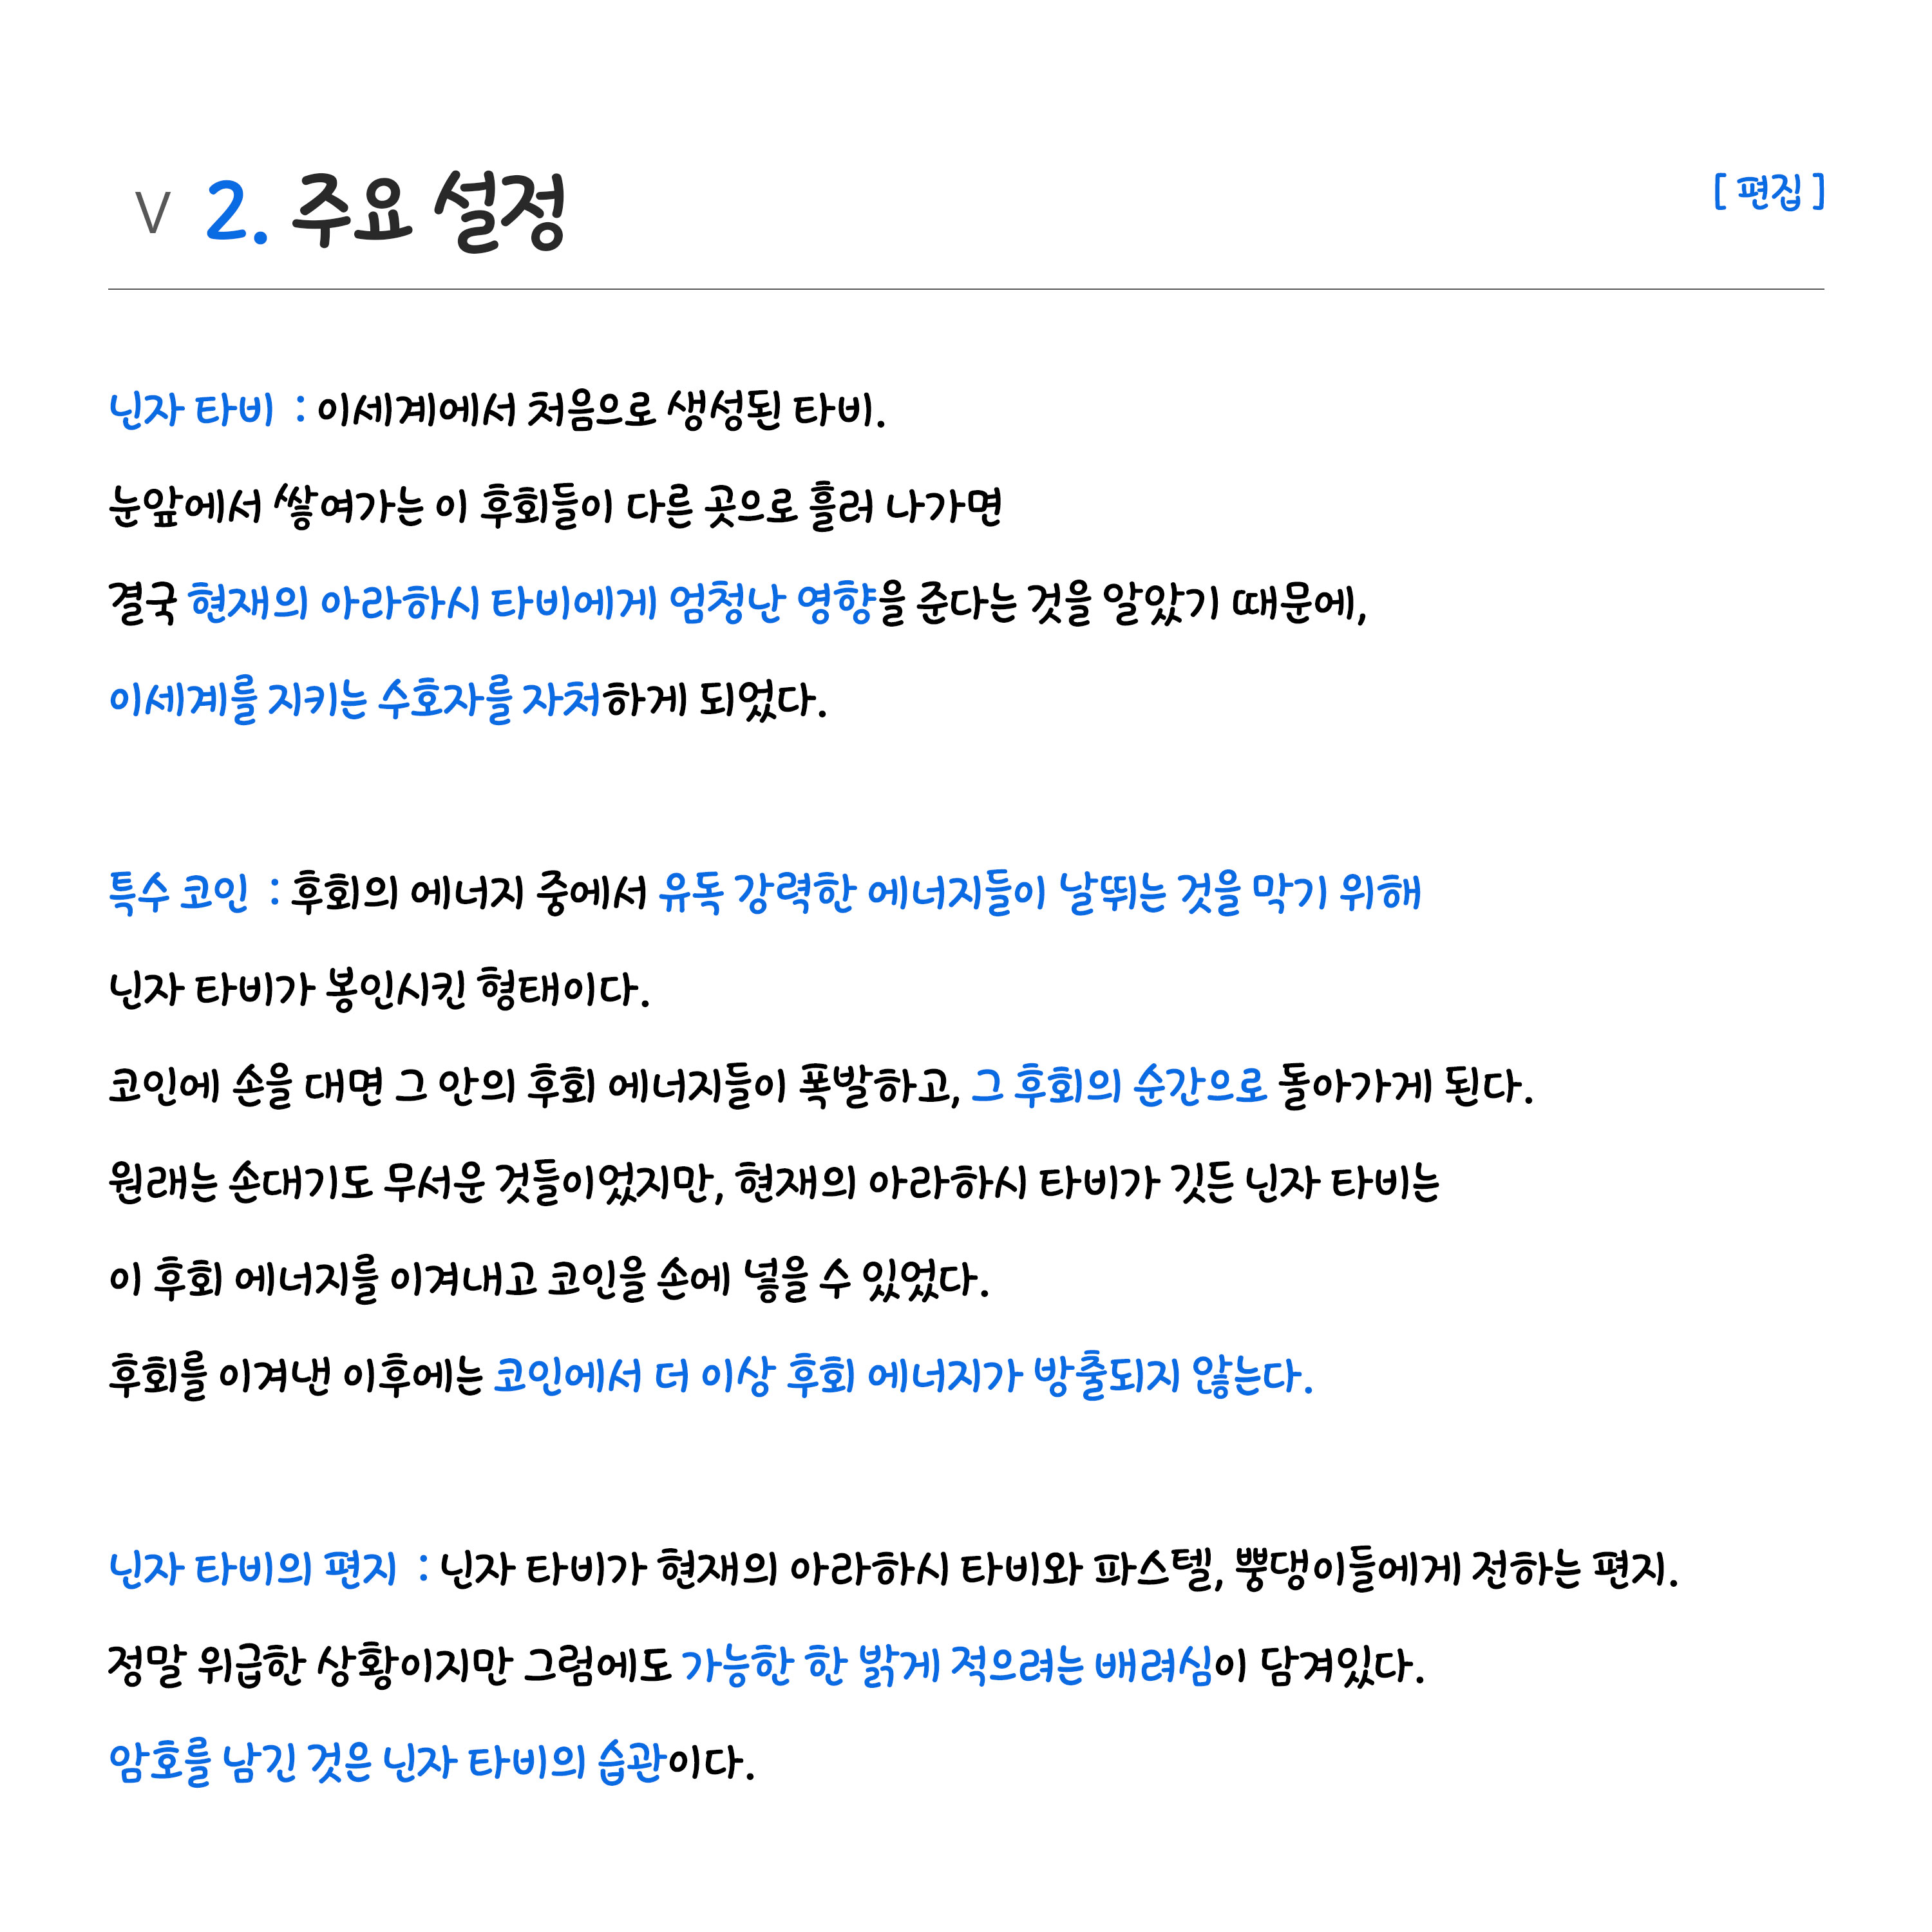 V 2. 주요 설정
[ 편집 ]
닌자 타비 : 이세계에서 처음으로 생성된 타비.
눈앞에서 쌓여가는 이 후회들이 다른 곳으로 흘러 나가면
결국 현재의 아라하시 타비에게 엄청난 영향을 준다는 것을 알았기 때문에,
이세계를 지키는 수호자를 자처하게 되었다.
특수 코인 : 후회의 에너지 중에서 유독 강력한 에너지들이 날뛰는 것을 막기 위해
닌자 타비가 봉인시킨 형태이다.
코인에 손을 대면 그 안의 후회 에너지들이 폭발하고, 그 후회의 순간으로 돌아가게 된다.
원래는 손대기도 무서운 것들이었지만, 현재의 아라하시 타비가 깃든 닌자 타비는
이 후회 에너지를 이겨내고 코인을 손에 넣을 수 있었다.
후회를 이겨낸 이후에는 코인에서 더 이상 후회 에너지가 방출되지 않는다.
닌자 타비의 편지 : 닌자 타비가 현재의 아라하시 타비와 파스텔, 뿡댕이들에게 전하는 편지.
정말 위급한 상황이지만 그럼에도 가능한 한 밝게 적으려는 배려심이 담겨있다.
암호를 남긴 것은 닌자 타비의 습관이다.